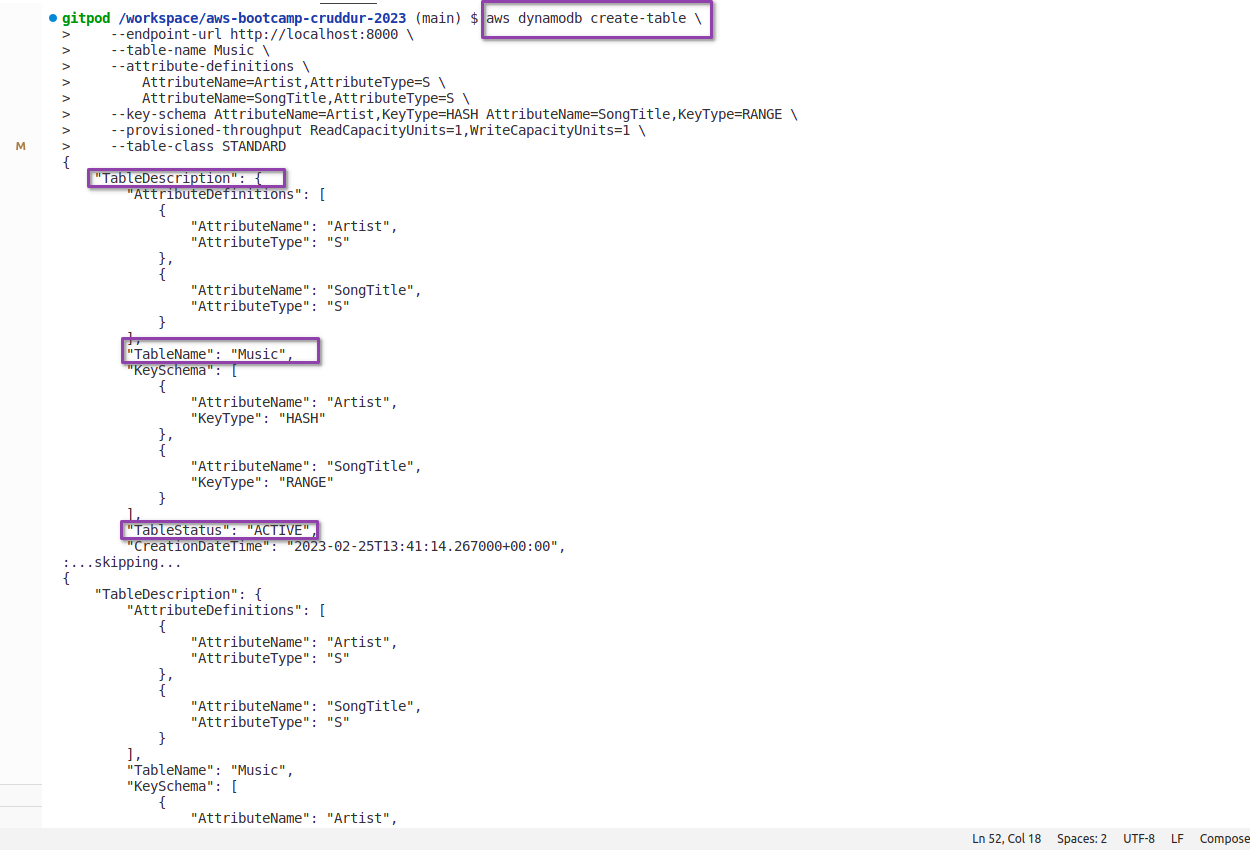 gitpod /workspace/aws-bootcamp-cruddur-2023 (main) $ aws dynamodb create-table \
>     --endpoint-url http://localhost:8000 \
>     --table-name Music \
>     --attribute-definitions \
>         AttributeName=Artist,AttributeType=S \
>         AttributeName=SongTitle,AttributeType=S \
>     --key-schema AttributeName=Artist,KeyType=HASH AttributeName=SongTitle,KeyType=RANGE \
>     --provisioned-throughput ReadCapacityUnits=1,WriteCapacityUnits=1 \
M >     --table-class STANDARD
{
    "TableDescription": {
        "AttributeDefinitions": [
            {
                "AttributeName": "Artist",
                "AttributeType": "S"
            },
            {
                "AttributeName": "SongTitle",
                "AttributeType": "S"
            }
        ],
        "TableName": "Music",
        "KeySchema": [
            {
                "AttributeName": "Artist",
                "KeyType": "HASH"
            },
            {
                "AttributeName": "SongTitle",
                "KeyType": "RANGE"
            }
        ],
        "TableStatus": "ACTIVE",
        "CreationDateTime": "2023-02-25T13:41:14.267000+00:00",
:...skipping...
{
    "TableDescription": {
        "AttributeDefinitions": [
            {
                "AttributeName": "Artist",
                "AttributeType": "S"
            },
            {
                "AttributeName": "SongTitle",
                "AttributeType": "S"
            }
        ],
        "TableName": "Music",
        "KeySchema": [
            {
                "AttributeName": "Artist",
Ln 52, Col 18 Spaces: 2 UTF-8 LF Compose